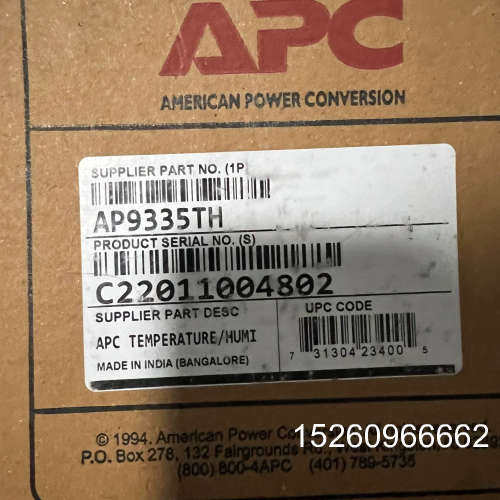 APC
AMERICAN POWER CONVERSION
SUPPLIER PART NO. (1P
AP9335TH
PRODUCT SERIAL NO. (S)
C22011004802
SUPPLIER PART DESC
UPC CODE
APC TEMPERATURE/HUMI
MADE IN INDIA (BANGALORE)
7 31304 23400 5
© 1994. American Power
15260966662
P.O. Box 278, 132 Fairgrounds Rd.,
(800) 800-4APC (401) 789-5735